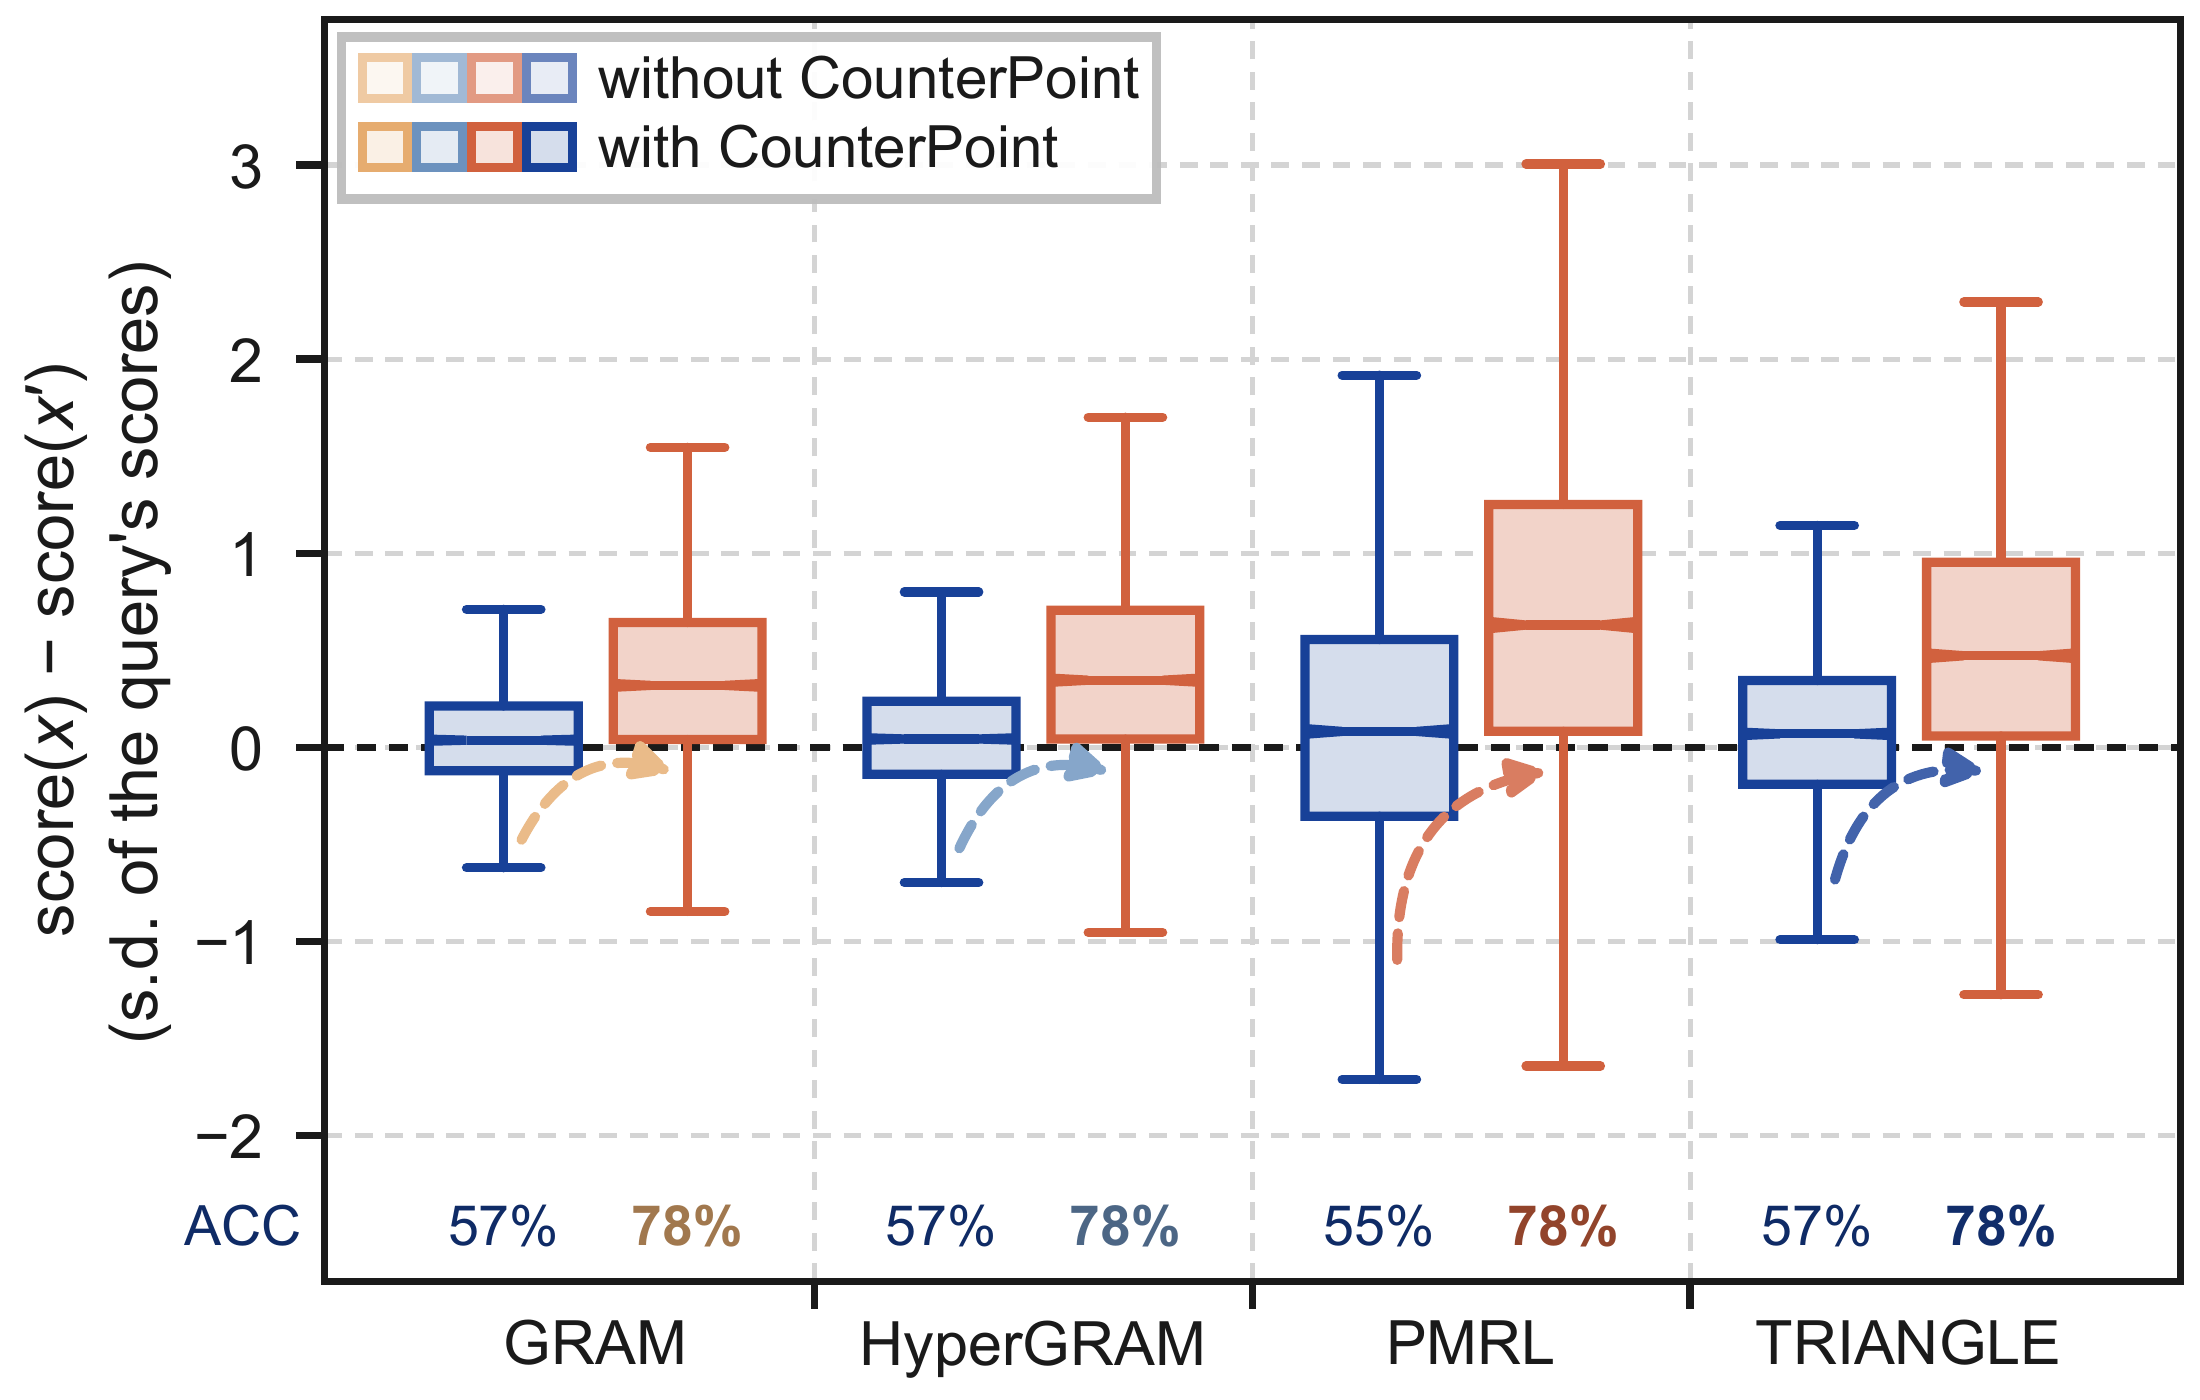 without CounterPoint
with CounterPoint
score(x) − score(x′)
(s.d. of the query's scores)
3
2
1
0
−1
−2
ACC 57% 78% 57% 78% 55% 78% 57% 78%
GRAM HyperGRAM PMRL TRIANGLE